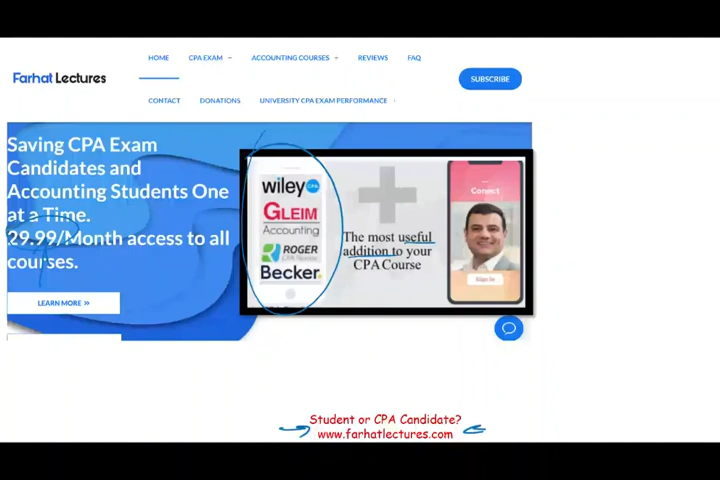 HOME CPA EXAM ACCOUNTING COURSES REVIEWS FAQ
Farhat Lectures
SUBSCRIBE
CONTACT DONATIONS UNIVERSITY CPA EXAM PERFORMANCE
Saving CPA Exam
Candidates and
Accounting Students One
at a Time.
29.99/Month access to all
courses.
LEARN MORE »
wiley CPA
GLEIM
Accounting
ROGER
CPA Review
Becker.
The most useful
addition to your
CPA Course
Conect
Sign In
Student or CPA Candidate?
www.farhatlectures.com